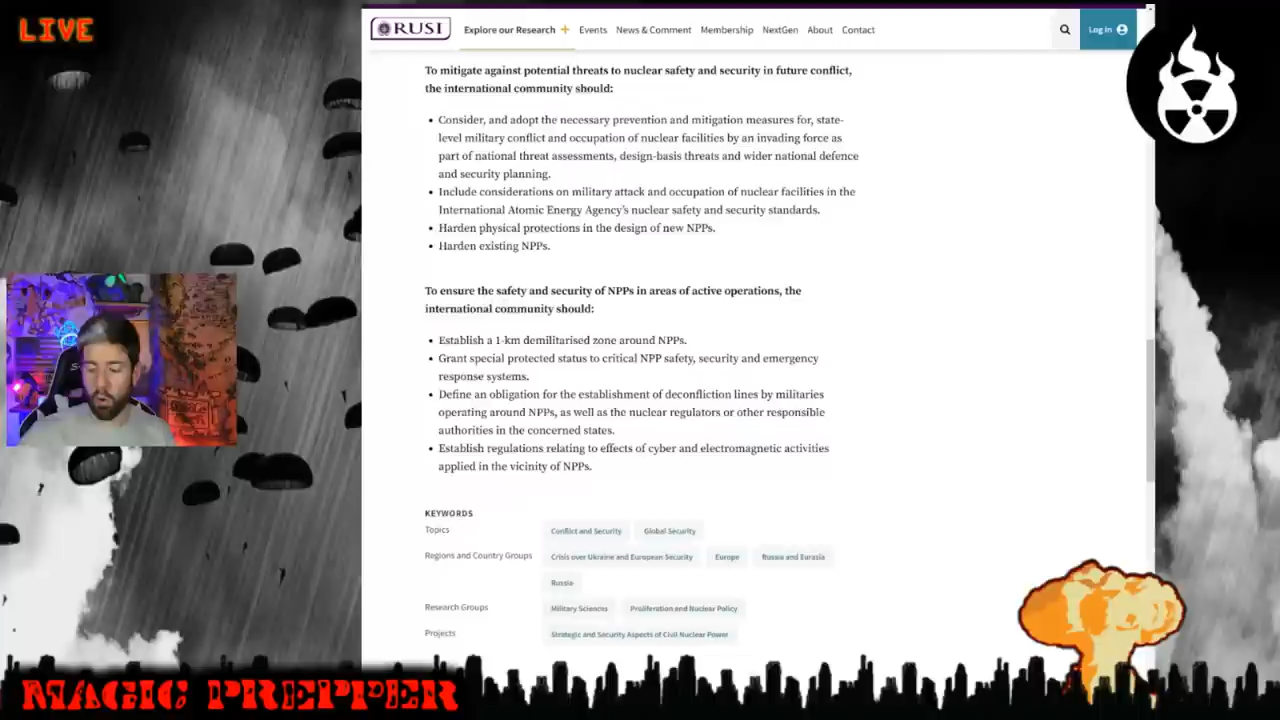 LIVE
RUSI
Explore our Research + Events News & Comment Membership NextGen About Contact Log in
To mitigate against potential threats to nuclear safety and security in future conflict,
the international community should:
• Consider, and adopt the necessary prevention and mitigation measures for, state-
level military conflict and occupation of nuclear facilities by an invading force as
part of national threat assessments, design-basis threats and wider national defence
and security planning.
• Include considerations on military attack and occupation of nuclear facilities in the
International Atomic Energy Agency's nuclear safety and security standards.
• Harden physical protections in the design of new NPPs.
• Harden existing NPPs.
To ensure the safety and security of NPPs in areas of active operations, the
international community should:
• Establish a 1-km demilitarised zone around NPPs.
• Grant special protected status to critical NPP safety, security and emergency
response systems.
• Define an obligation for the establishment of deconfliction lines by militaries
operating around NPPs, as well as the nuclear regulators or other responsible
authorities in the concerned states.
• Establish regulations relating to effects of cyber and electromagnetic activities
applied in the vicinity of NPPs.
KEYWORDS
Topics Conflict and Security Global Security
Regions and Country Groups Crisis over Ukraine and European Security Europe Russia and Eurasia
Russia
Research Groups Military Sciences Proliferation and Nuclear Policy
Projects Strategic and Security Aspects of Civil Nuclear Power
MAGIC PREPPER